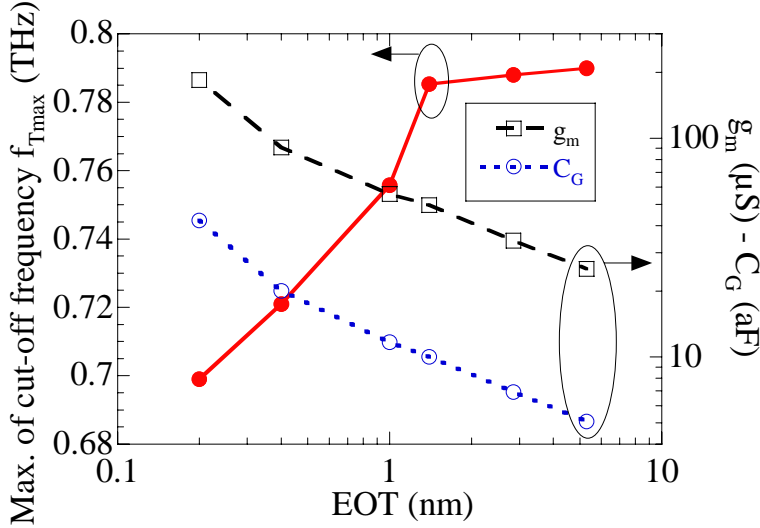 Max. of cut-off frequency f_Tmax (THz)
0.8
0.78
0.76
0.74
0.72
0.7
0.68
0.1
1
10
EOT (nm)
g_m
C_G
100
10
g_m (µS) - C_G (aF)